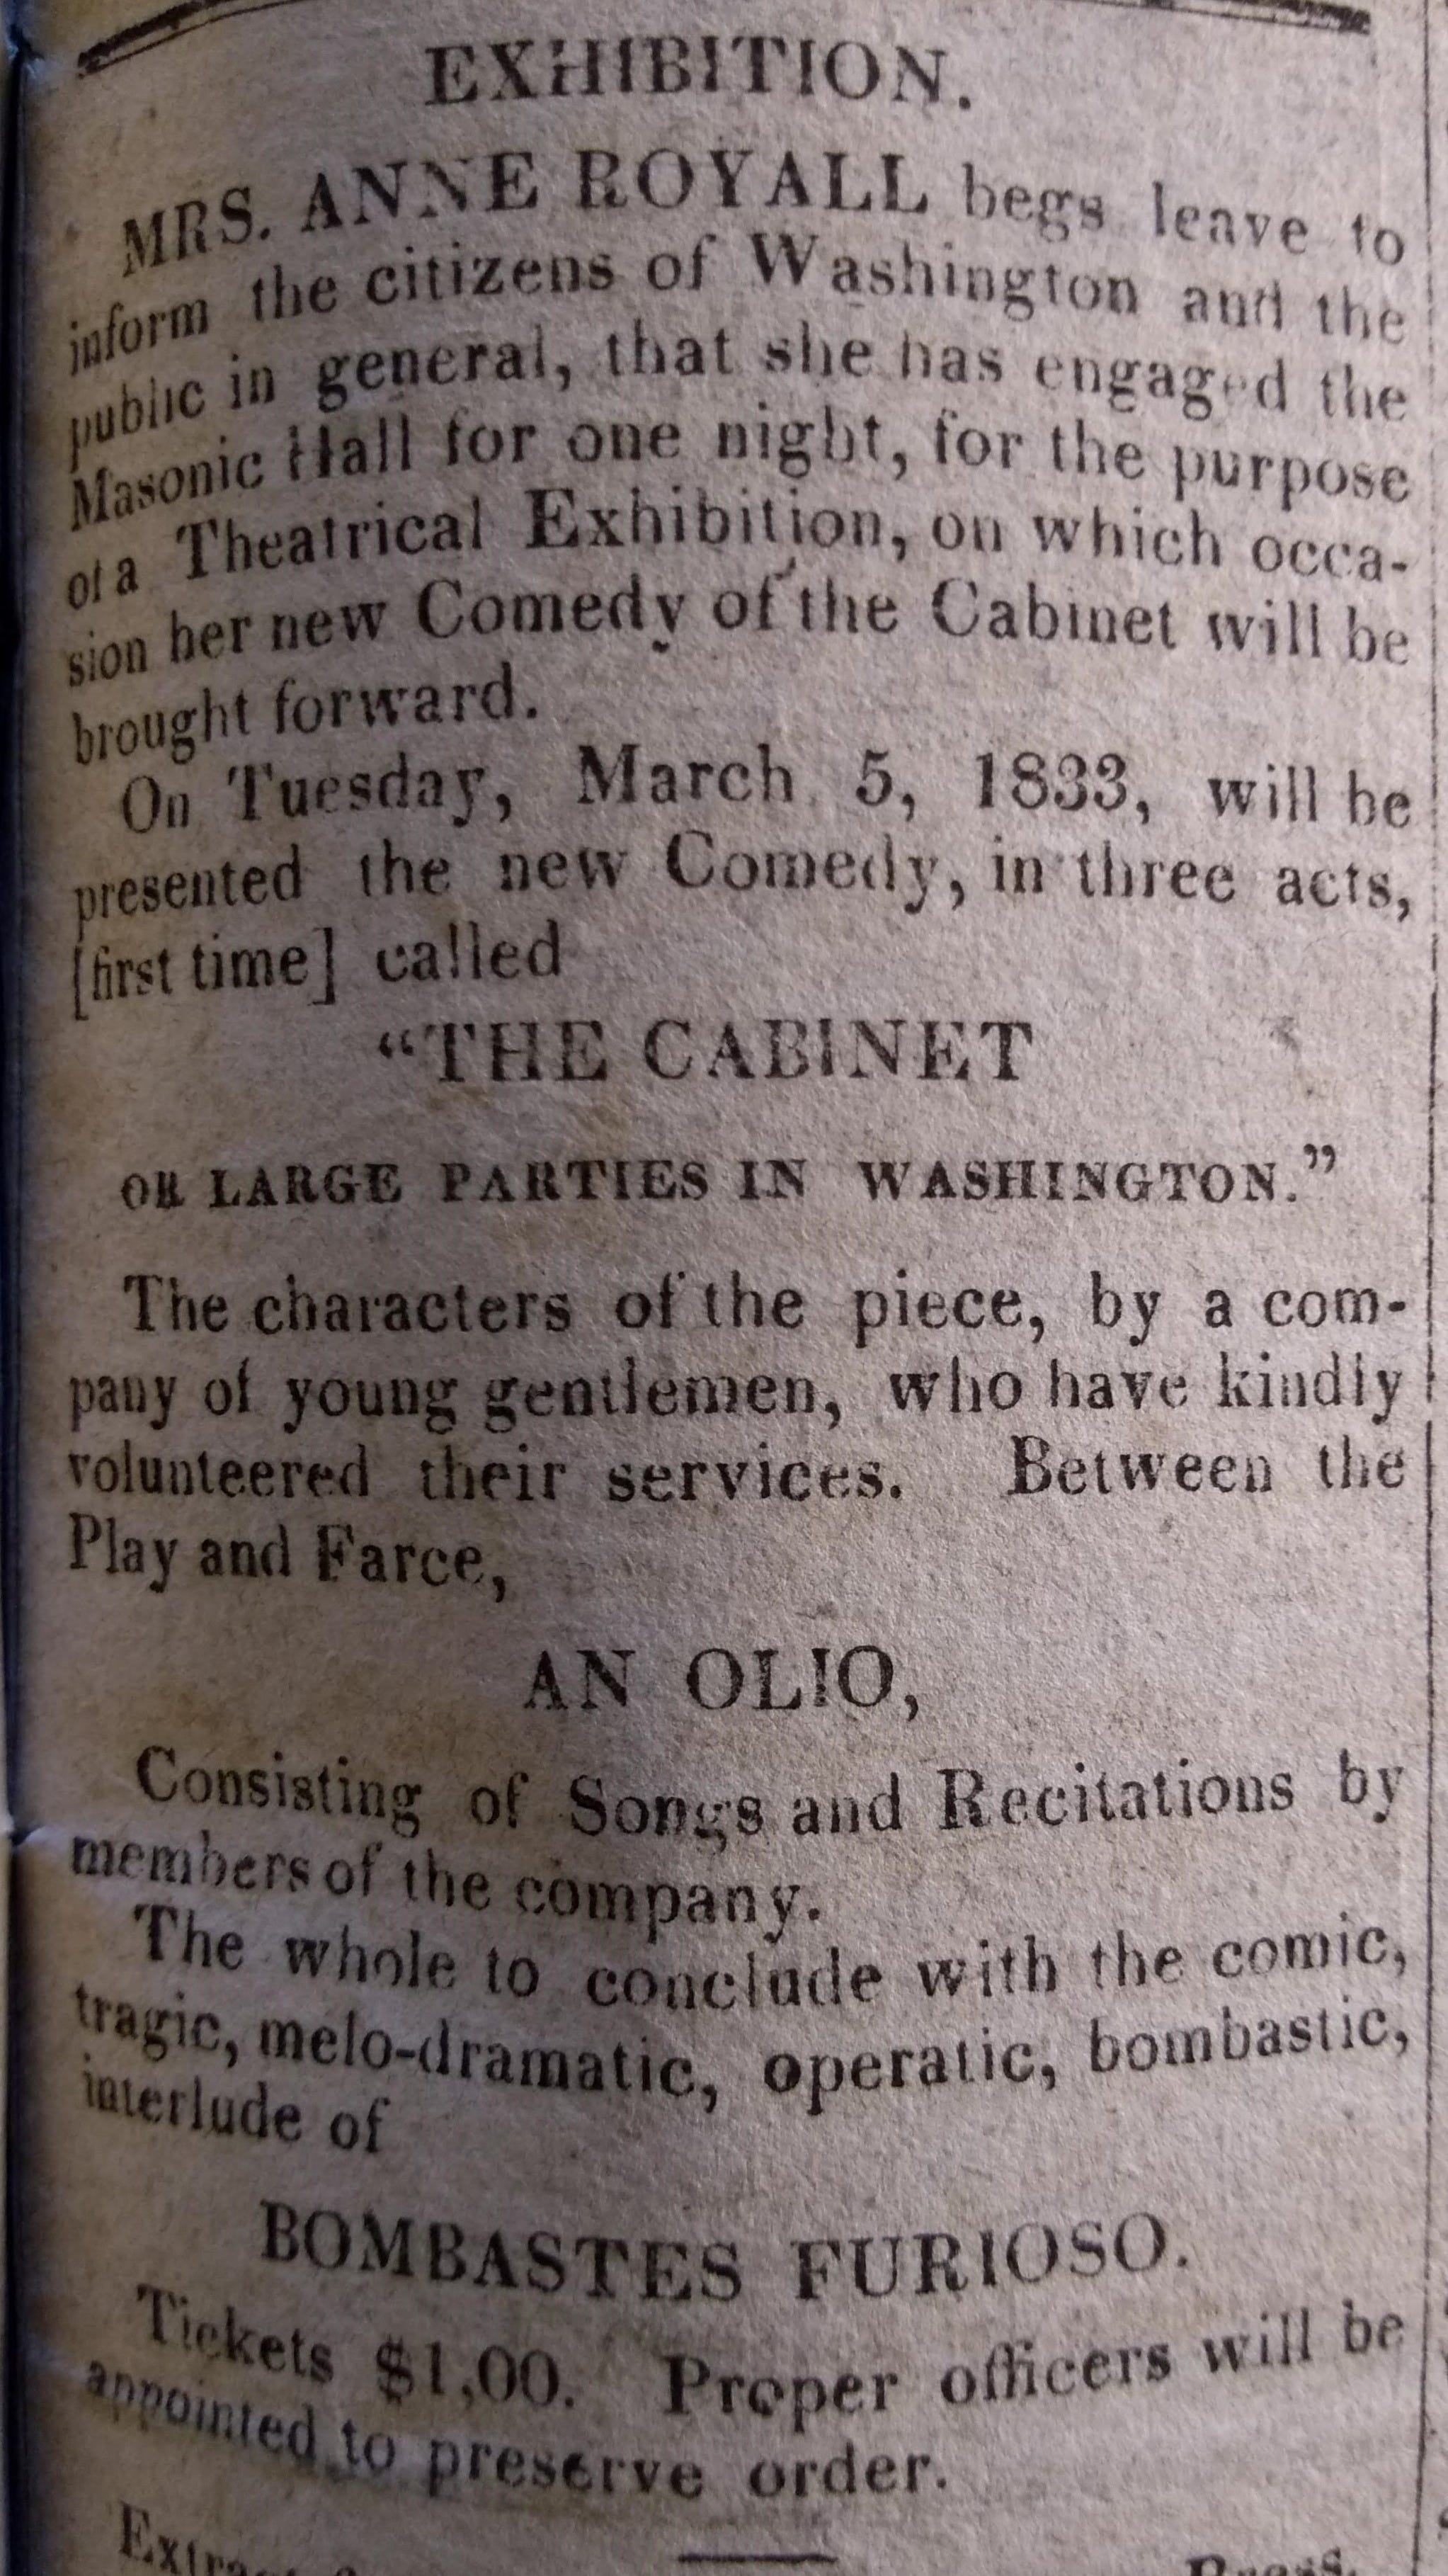 EXHIBITION.
MRS. ANNE ROYALL begs leave to
inform the citizens of Washington and the
public in general, that she has engaged the
Masonic Hall for one night, for the purpose
of a Theatrical Exhibition, on which occa-
sion her new Comedy of the Cabinet will be
brought forward.
On Tuesday, March 5, 1833, will be
presented the new Comedy, in three acts,
[first time] called
“THE CABINET
OR LARGE PARTIES IN WASHINGTON.”
The characters of the piece, by a com-
pany of young gentlemen, who have kindly
volunteered their services. Between the
Play and Farce,
AN OLIO,
Consisting of Songs and Recitations by
members of the company.
The whole to conclude with the comic,
tragic, melo-dramatic, operatic, bombastic,
interlude of
BOMBASTES FURIOSO.
Tickets $1,00. Proper officers will be
appointed to preserve order.